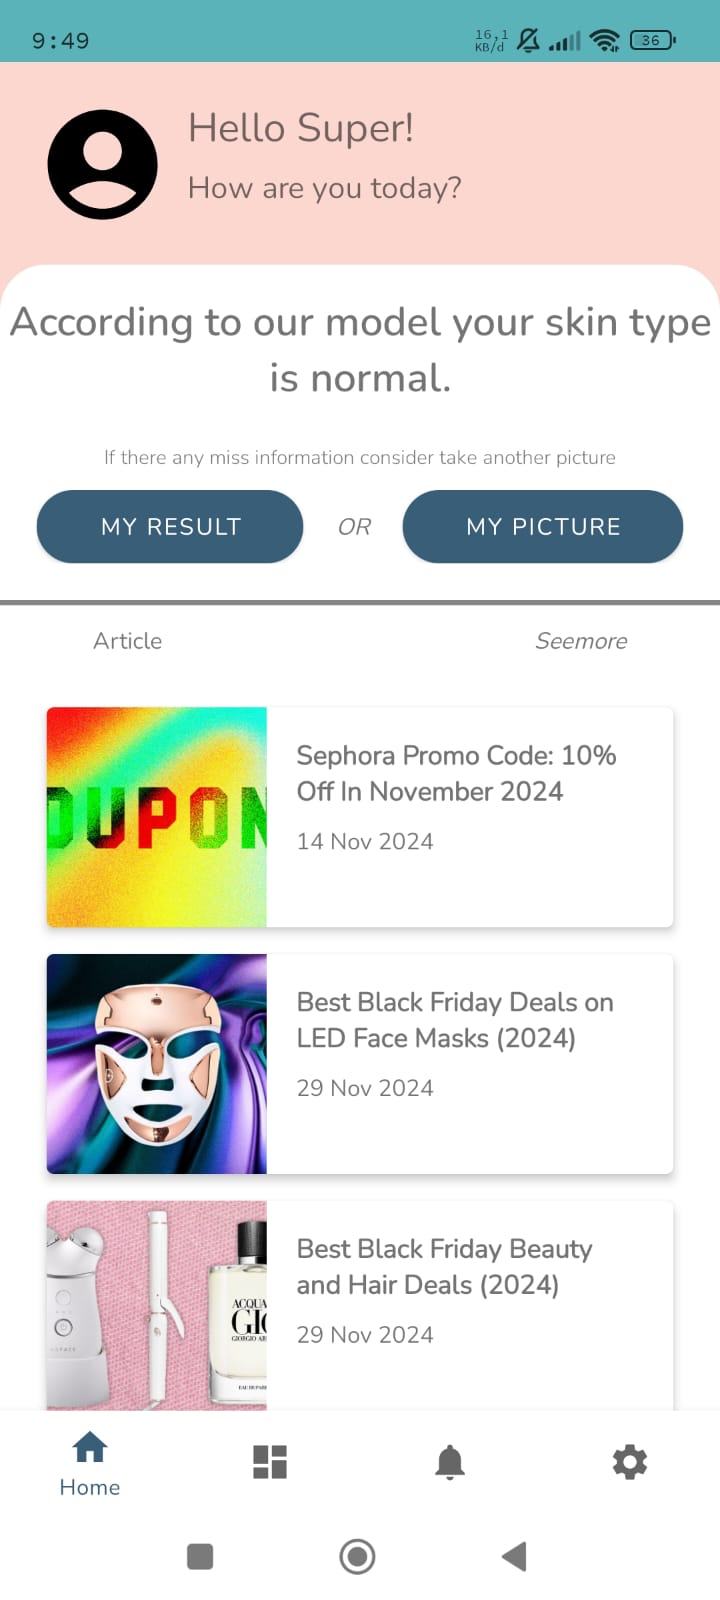 9:49
16,1
KB/d
36
Hello Super!
How are you today?
According to our model your skin type
is normal.
If there any miss information consider take another picture
MY RESULT
OR
MY PICTURE
Article
Seemore
OUPON
Sephora Promo Code: 10%
Off In November 2024
14 Nov 2024
Best Black Friday Deals on
LED Face Masks (2024)
29 Nov 2024
ACQUA
GIO
GIORGIO AR
Best Black Friday Beauty
and Hair Deals (2024)
29 Nov 2024
Home